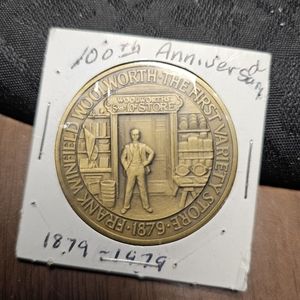 100th Anniversary
FRANK WINFIELD WOOLWORTH · THE FIRST VARIETY STORE ·
WOOLWORTH'S
5¢ & 10¢ STORE
· 1879 ·
1879 - 1979